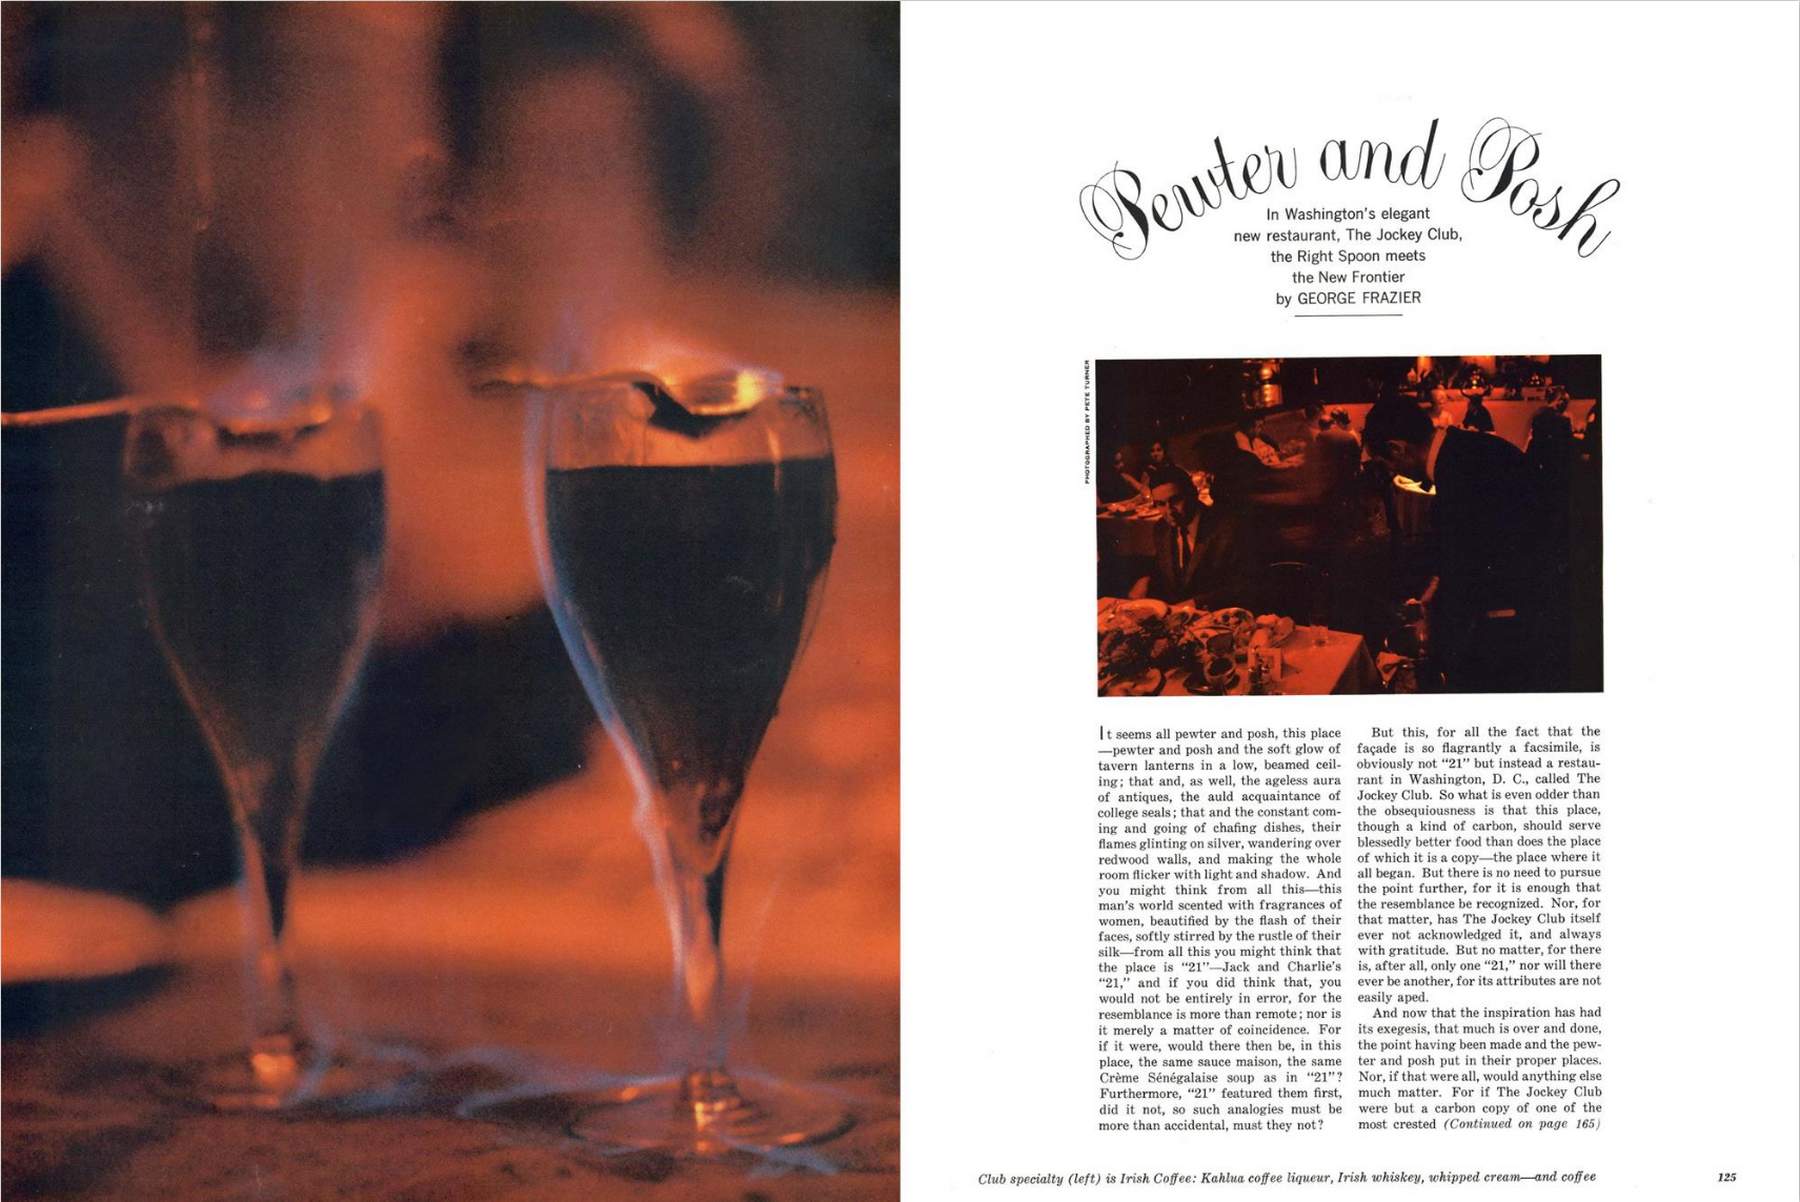 Pewter and Posh
In Washington's elegant
new restaurant, The Jockey Club,
the Right Spoon meets
the New Frontier
by GEORGE FRAZIER
PHOTOGRAPHED BY PETE TURNER
It seems all pewter and posh, this place
—pewter and posh and the soft glow of
tavern lanterns in a low, beamed ceil-
ing; that and, as well, the ageless aura
of antiques, the auld acquaintance of
college seals; that and the constant com-
ing and going of chafing dishes, their
flames glinting on silver, wandering over
redwood walls, and making the whole
room flicker with light and shadow. And
you might think from all this—this
man's world scented with fragrances of
women, beautified by the flash of their
faces, softly stirred by the rustle of their
silk—from all this you might think that
the place is "21"—Jack and Charlie's
"21," and if you did think that, you
would not be entirely in error, for the
resemblance is more than remote; nor is
it merely a matter of coincidence. For
if it were, would there then be, in this
place, the same sauce maison, the same
Crème Sénégalaise soup as in "21"?
Furthermore, "21" featured them first,
did it not, so such analogies must be
more than accidental, must they not?
But this, for all the fact that the
façade is so flagrantly a facsimile, is
obviously not "21" but instead a restau-
rant in Washington, D. C., called The
Jockey Club. So what is even odder than
the obsequiousness is that this place,
though a kind of carbon, should serve
blessedly better food than does the place
of which it is a copy—the place where it
all began. But there is no need to pursue
the point further, for it is enough that
the resemblance be recognized. Nor, for
that matter, has The Jockey Club itself
ever not acknowledged it, and always
with gratitude. But no matter, for there
is, after all, only one "21," nor will there
ever be another, for its attributes are not
easily aped.
And now that the inspiration has had
its exegesis, that much is over and done,
the point having been made and the pew-
ter and posh put in their proper places.
Nor, if that were all, would anything else
much matter. For if The Jockey Club
were but a carbon copy of one of the
most crested (Continued on page 165)
Club specialty (left) is Irish Coffee: Kahlua coffee liqueur, Irish whiskey, whipped cream—and coffee
125